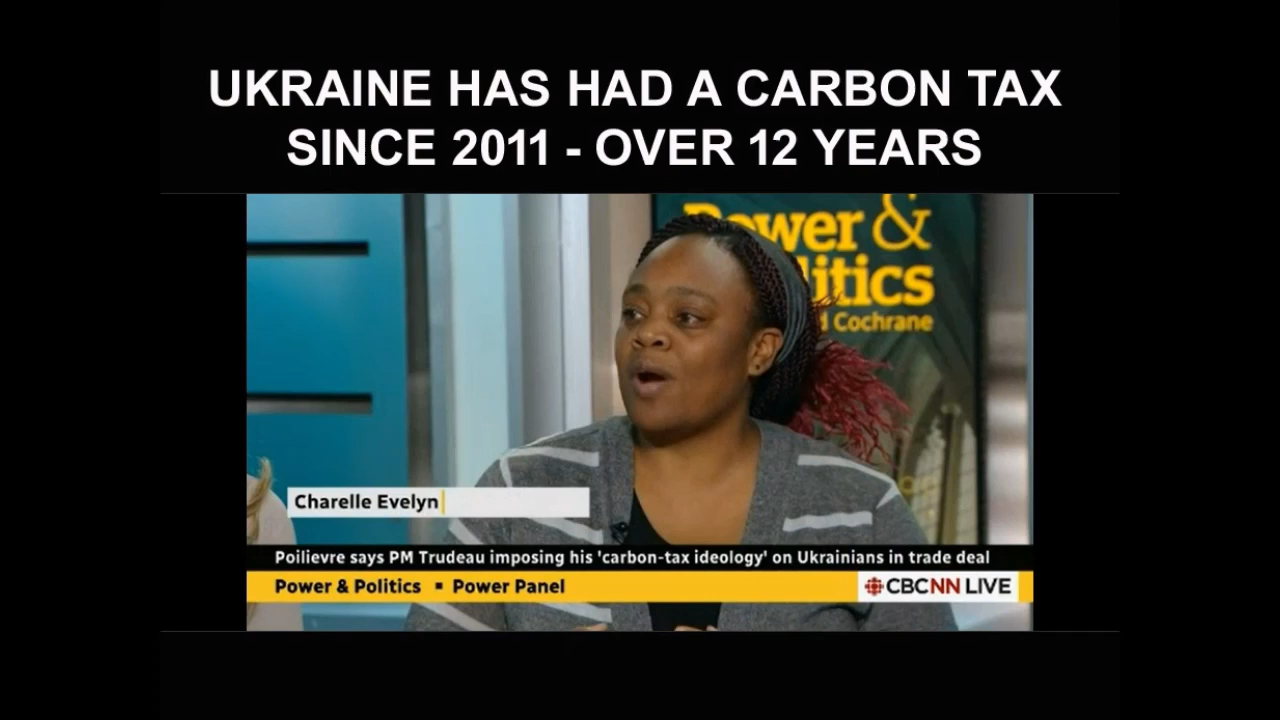 UKRAINE HAS HAD A CARBON TAX
SINCE 2011 - OVER 12 YEARS
Power &
litics
d Cochrane
Charelle Evelyn
Poilievre says PM Trudeau imposing his 'carbon-tax ideology' on Ukrainians in trade deal
Power & Politics ▪ Power Panel
CBCNN LIVE